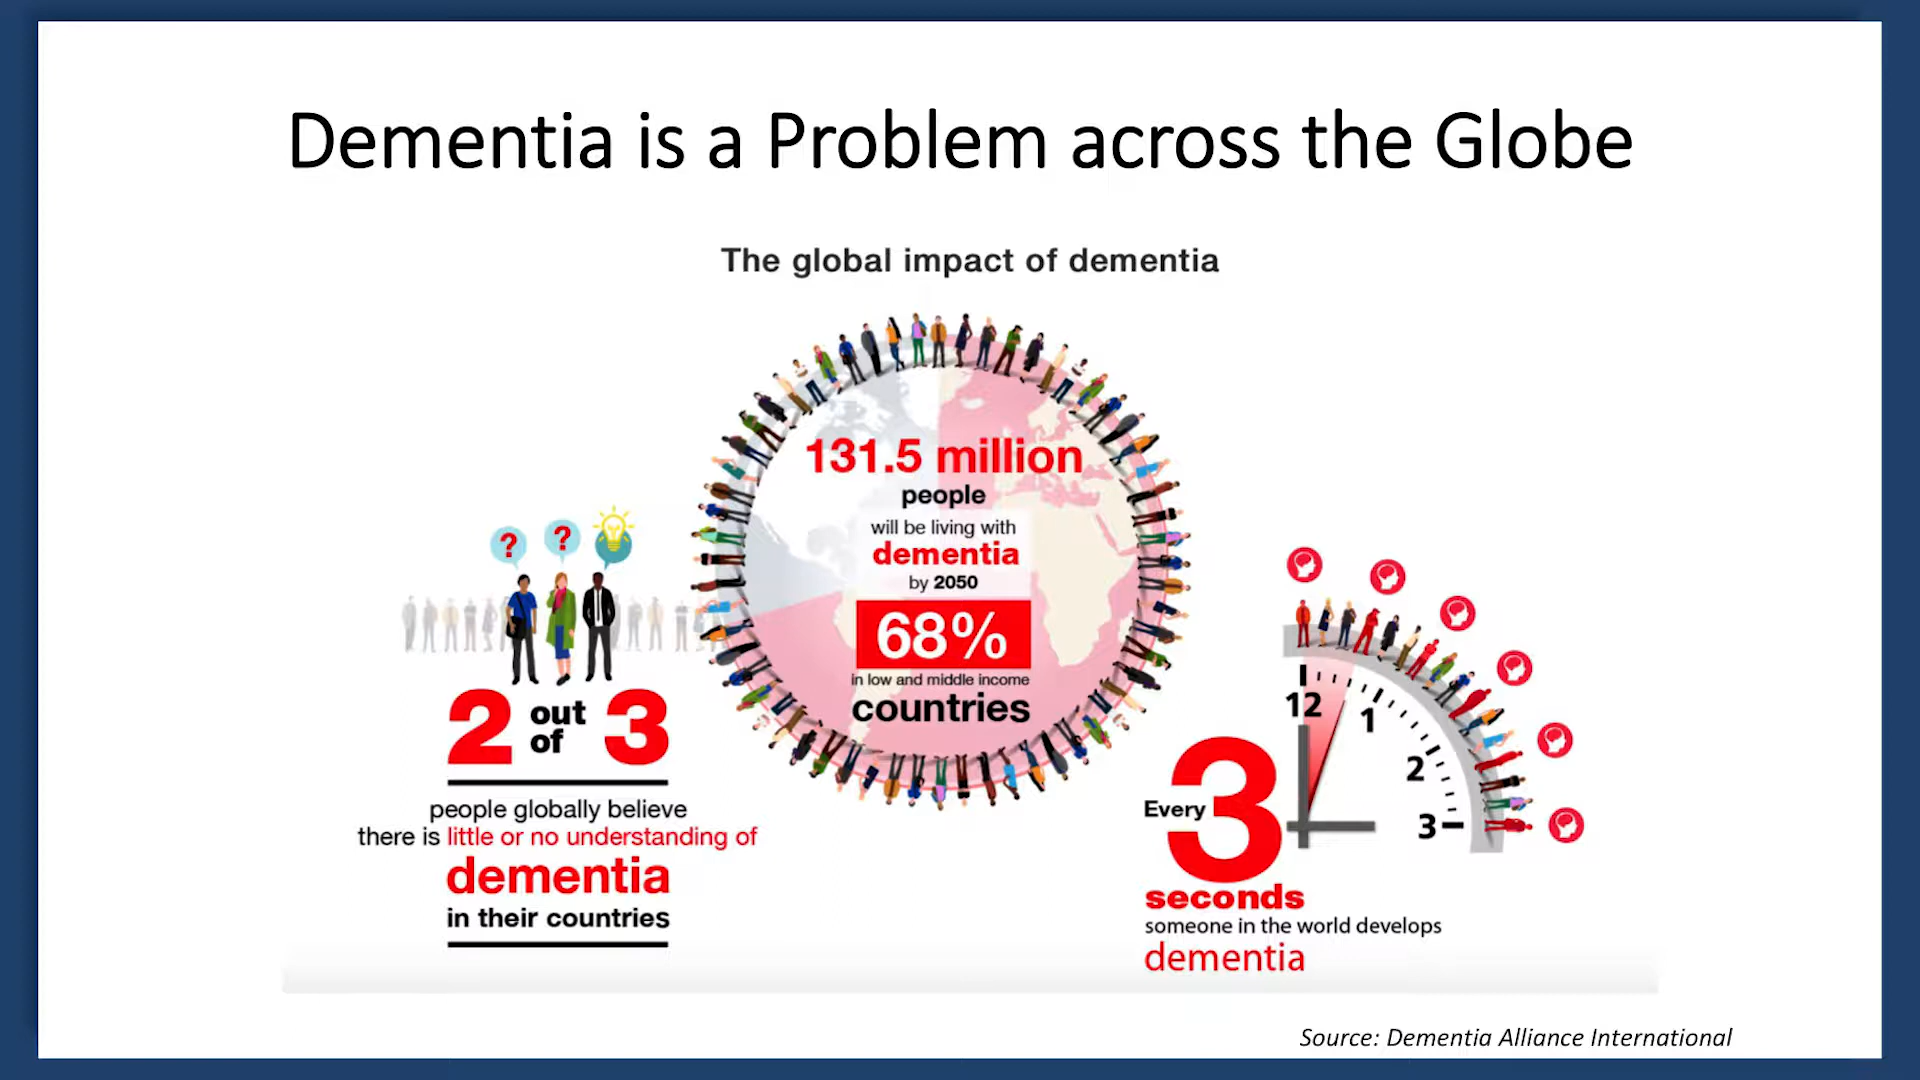 Dementia is a Problem across the Globe
The global impact of dementia
131.5 million
people
will be living with
dementia
by 2050
68%
in low and middle income
countries
? ?
2 out of 3
people globally believe
there is little or no understanding of
dementia
in their countries
12
1
2
3
Every 3
seconds
someone in the world develops
dementia
Source: Dementia Alliance International